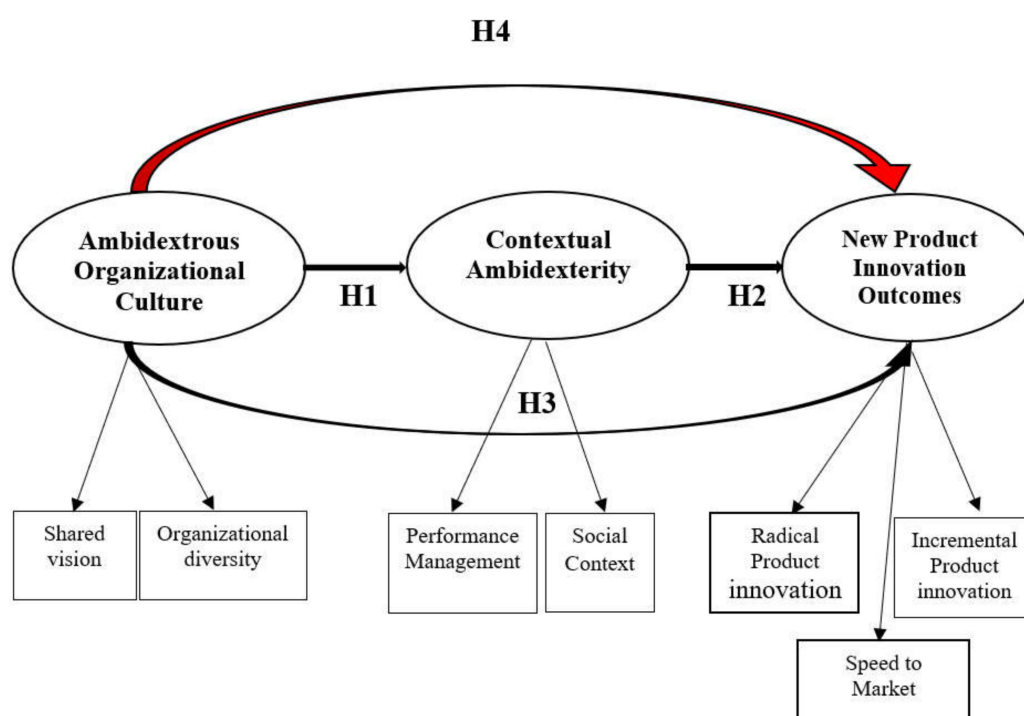 H4
Ambidextrous
Organizational
Culture
H1
Contextual
Ambidexterity
H2
New Product
Innovation
Outcomes
H3
Shared
vision
Organizational
diversity
Performance
Management
Social
Context
Radical
Product
innovation
Incremental
Product
innovation
Speed to
Market